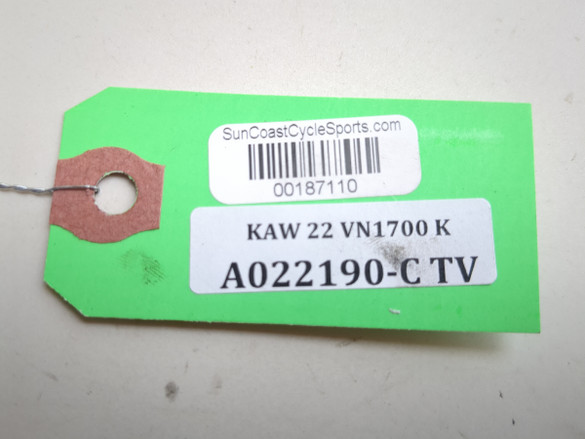 SunCoastCycleSports.com
00187110
KAW 22 VN1700 K
A022190-C TV